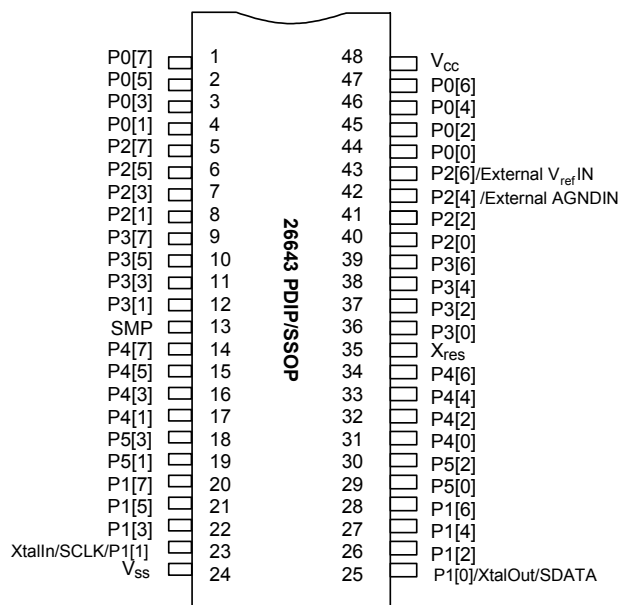 P0[7] 1 48 Vcc
P0[5] 2 47 P0[6]
P0[3] 3 46 P0[4]
P0[1] 4 45 P0[2]
P2[7] 5 44 P0[0]
P2[5] 6 43 P2[6]/External VrefIN
P2[3] 7 42 P2[4] /External AGNDIN
P2[1] 8 41 P2[2]
P3[7] 9 40 P2[0]
P3[5] 10 39 P3[6]
P3[3] 11 38 P3[4]
P3[1] 12 37 P3[2]
SMP 13 36 P3[0]
P4[7] 14 35 Xres
P4[5] 15 34 P4[6]
P4[3] 16 33 P4[4]
P4[1] 17 32 P4[2]
P5[3] 18 31 P4[0]
P5[1] 19 30 P5[2]
P1[7] 20 29 P5[0]
P1[5] 21 28 P1[6]
P1[3] 22 27 P1[4]
XtalIn/SCLK/P1[1] 23 26 P1[2]
Vss 24 25 P1[0]/XtalOut/SDATA
26643 PDIP/SSOP